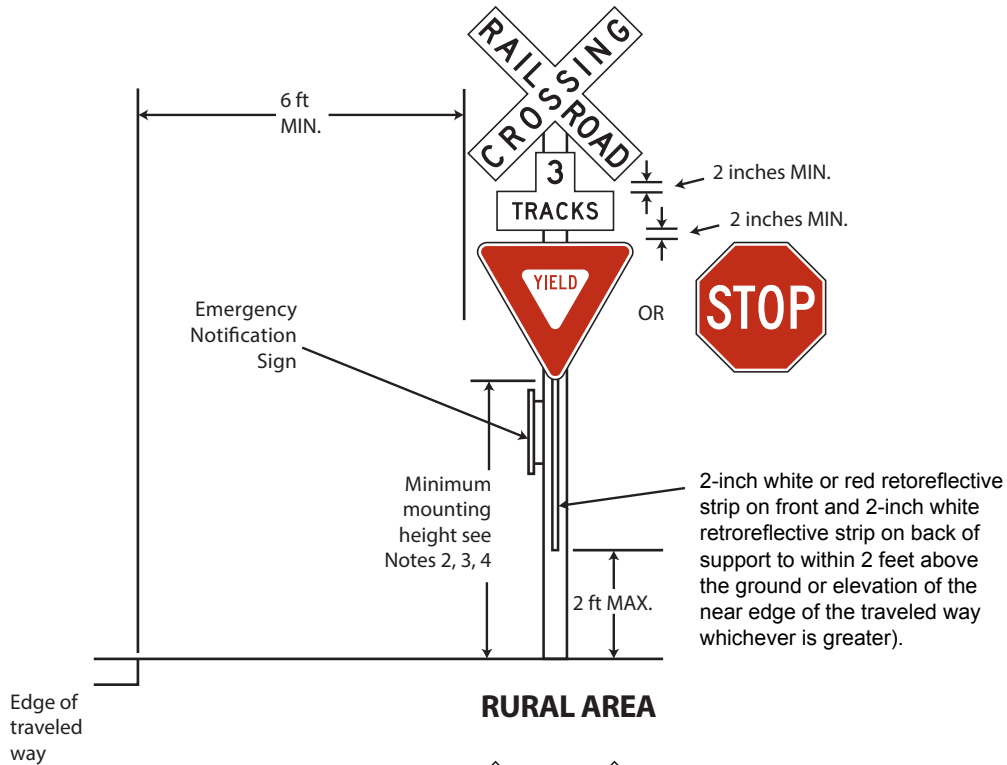 RAILROAD
CROSSING
6 ft
MIN.
3
TRACKS
2 inches MIN.
2 inches MIN.
YIELD
OR
STOP
Emergency
Notification
Sign
Minimum
mounting
height see
Notes 2, 3, 4
2-inch white or red retoreflective
strip on front and 2-inch white
retroreflective strip on back of
support to within 2 feet above
the ground or elevation of the
near edge of the traveled way
whichever is greater).
2 ft MAX.
RURAL AREA
Edge of
traveled
way